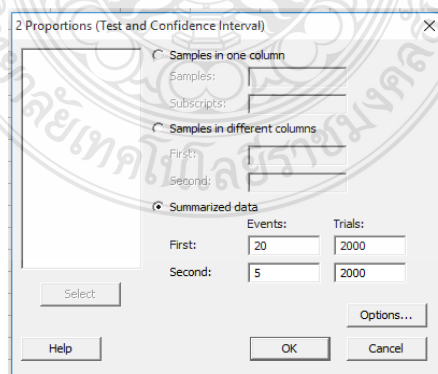 2 Proportions (Test and Confidence Interval)
Samples in one column
Samples:
Subscripts:
Samples in different columns
First:
Second:
Summarized data
Events: Trials:
First: 20 2000
Second: 5 2000
Select
Options...
Help OK Cancel